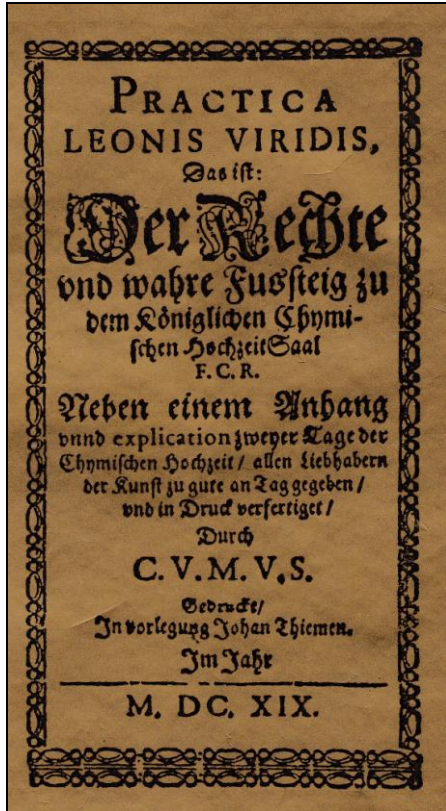 PRACTICA
LEONIS VIRIDIS,
Das ist:
Der Rechte
vnd wahre Fussteig zu
dem Königlichen Chymi-
schen HochzeitSaal
F. C. R.
Neben einem Anhang
vnnd explication zweyer Tage der
Chymischen Hochzeit / allen Liebhabern
der Kunst zu gute an Tag gegeben /
vnd in Druck verfertiget /
Durch
C. V. M. V. S.
Gedruckt /
In vorlegung Johan Thiemen.
Im Jahr
M. DC. XIX.